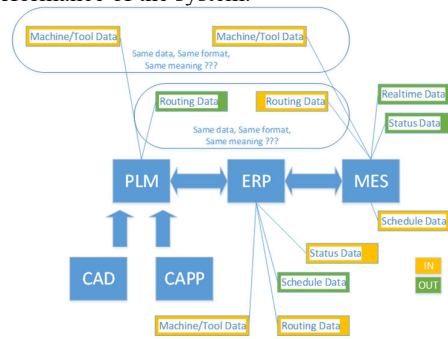 Machine/Tool Data
Machine/Tool Data
Same data, Same format,
Same meaning ???
Realtime Data
Routing Data
Routing Data
Status Data
Same data, Same format,
Same meaning ???
PLM
ERP
MES
Schedule Data
Status Data
CAD
CAPP
Schedule Data
IN
OUT
Machine/Tool Data
Routing Data